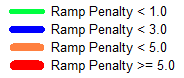 Ramp Penalty < 1.0
Ramp Penalty < 3.0
Ramp Penalty < 5.0
Ramp Penalty >= 5.0